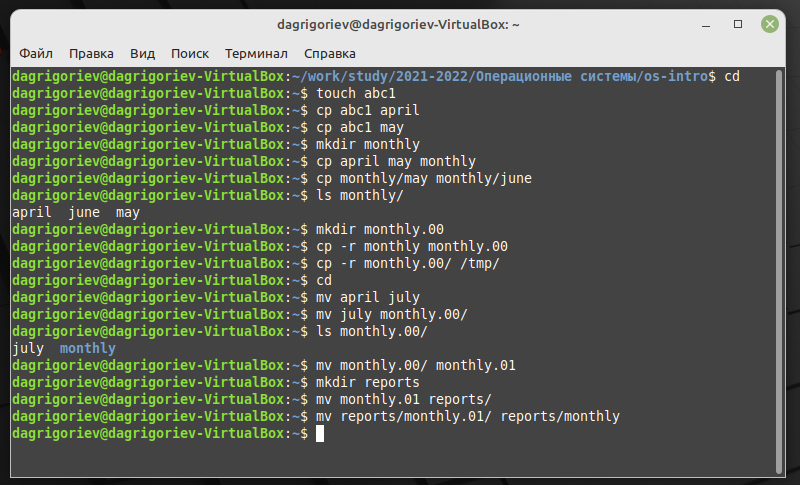 dagrigoriev@dagrigoriev-VirtualBox: ~
Файл Правка Вид Поиск Терминал Справка
dagrigoriev@dagrigoriev-VirtualBox:~/work/study/2021-2022/Операционные системы/os-intro$ cd
dagrigoriev@dagrigoriev-VirtualBox:~$ touch abc1
dagrigoriev@dagrigoriev-VirtualBox:~$ cp abc1 april
dagrigoriev@dagrigoriev-VirtualBox:~$ cp abc1 may
dagrigoriev@dagrigoriev-VirtualBox:~$ mkdir monthly
dagrigoriev@dagrigoriev-VirtualBox:~$ cp april may monthly
dagrigoriev@dagrigoriev-VirtualBox:~$ cp monthly/may monthly/june
dagrigoriev@dagrigoriev-VirtualBox:~$ ls monthly/
april  june  may
dagrigoriev@dagrigoriev-VirtualBox:~$ mkdir monthly.00
dagrigoriev@dagrigoriev-VirtualBox:~$ cp -r monthly monthly.00
dagrigoriev@dagrigoriev-VirtualBox:~$ cp -r monthly.00/ /tmp/
dagrigoriev@dagrigoriev-VirtualBox:~$ cd
dagrigoriev@dagrigoriev-VirtualBox:~$ mv april july
dagrigoriev@dagrigoriev-VirtualBox:~$ mv july monthly.00/
dagrigoriev@dagrigoriev-VirtualBox:~$ ls monthly.00/
july  monthly
dagrigoriev@dagrigoriev-VirtualBox:~$ mv monthly.00/ monthly.01
dagrigoriev@dagrigoriev-VirtualBox:~$ mkdir reports
dagrigoriev@dagrigoriev-VirtualBox:~$ mv monthly.01 reports/
dagrigoriev@dagrigoriev-VirtualBox:~$ mv reports/monthly.01/ reports/monthly
dagrigoriev@dagrigoriev-VirtualBox:~$